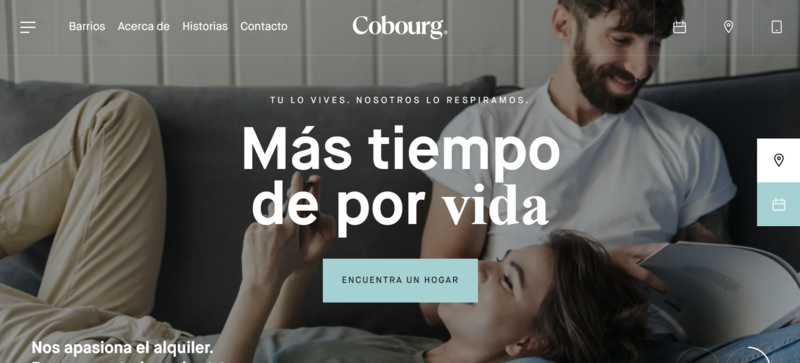 Barrios Acerca de Historias Contacto
Cobourg®
TU LO VIVES. NOSOTROS LO RESPIRAMOS.
Más tiempo
de por vida
ENCUENTRA UN HOGAR
Nos apasiona el alquiler.